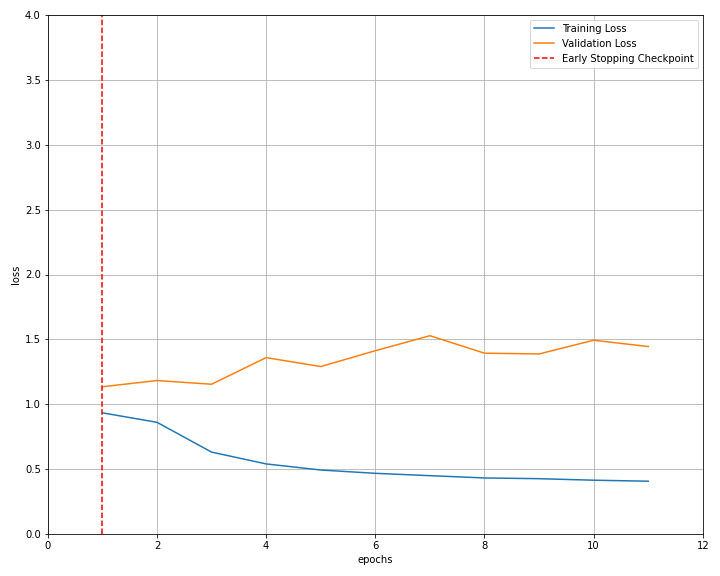 Training Loss
Validation Loss
Early Stopping Checkpoint
4.0
3.5
3.0
2.5
2.0
1.5
1.0
0.5
0.0
loss
0 2 4 6 8 10 12
epochs